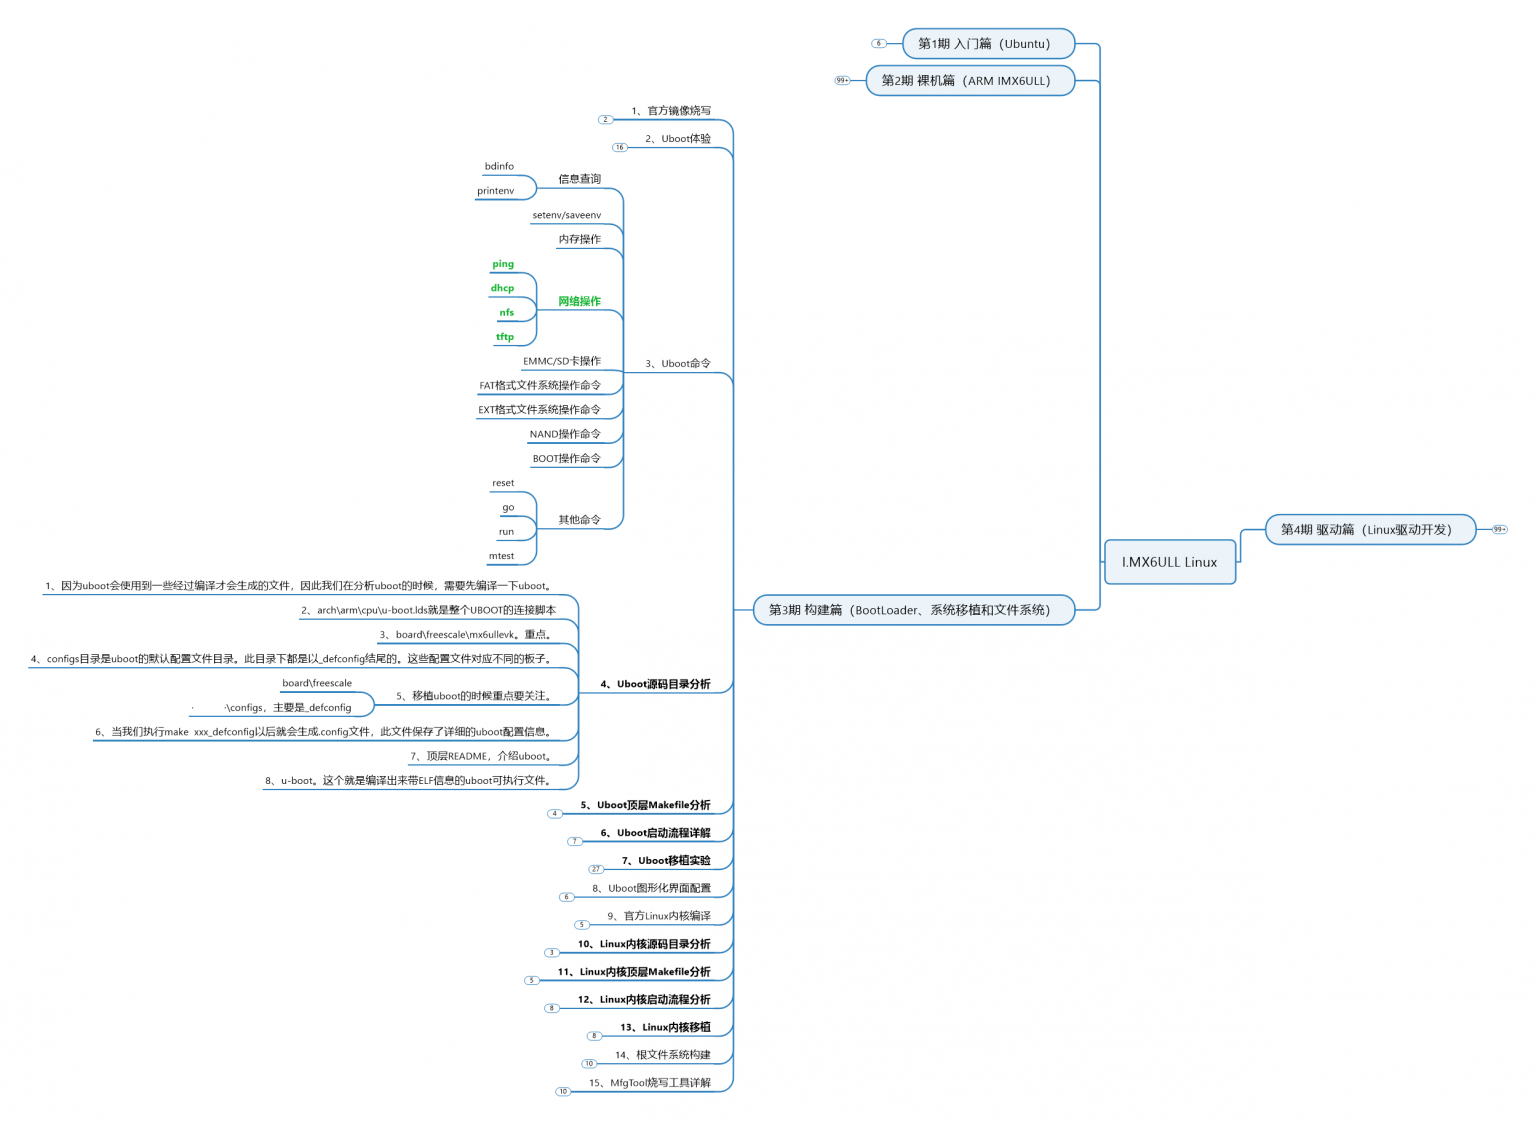 第1期 入门篇（Ubuntu）
6
第2期 裸机篇（ARM IMX6ULL）
99+
1、官方镜像烧写
2
2、Uboot体验
16
bdinfo
信息查询
printenv
setenv/saveenv
内存操作
ping
dhcp
网络操作
nfs
tftp
EMMC/SD卡操作
3、Uboot命令
FAT格式文件系统操作命令
EXT格式文件系统操作命令
NAND操作命令
BOOT操作命令
reset
go
其他命令
run
mtest
第4期 驱动篇（Linux驱动开发）
99+
I.MX6ULL Linux
第3期 构建篇（BootLoader、系统移植和文件系统）
1、因为uboot会使用到一些经过编译才会生成的文件，因此我们在分析uboot的时候，需要先编译一下uboot。
2、arch\arm\cpu\u-boot.lds就是整个UBOOT的连接脚本
3、board\freescale\mx6ullevk。重点。
4、configs目录是uboot的默认配置文件目录。此目录下都是以_defconfig结尾的。这些配置文件对应不同的板子。
4、Uboot源码目录分析
board\freescale
5、移植uboot的时候重点要关注。
· ·\configs，主要是_defconfig
6、当我们执行make xxx_defconfig以后就会生成.config文件，此文件保存了详细的uboot配置信息。
7、顶层README，介绍uboot。
8、u-boot。这个就是编译出来带ELF信息的uboot可执行文件。
5、Uboot顶层Makefile分析
4
6、Uboot启动流程详解
7
7、Uboot移植实验
27
8、Uboot图形化界面配置
6
9、官方Linux内核编译
5
10、Linux内核源码目录分析
3
11、Linux内核顶层Makefile分析
5
12、Linux内核启动流程分析
8
13、Linux内核移植
8
14、根文件系统构建
10
15、MfgTool烧写工具详解
10